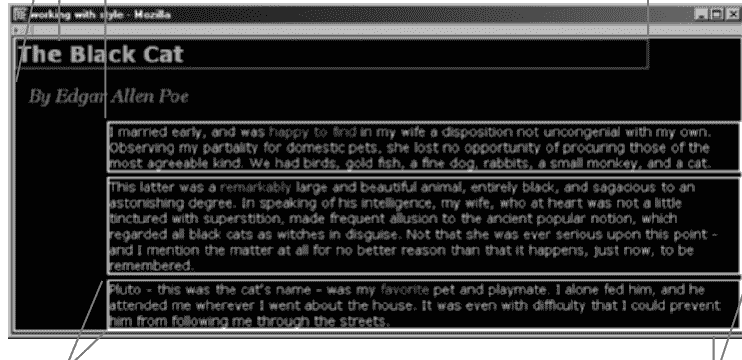 working with style - Mozilla
The Black Cat
By Edgar Allen Poe
I married early, and was happy to find in my wife a disposition not uncongenial with my own.
Observing my partiality for domestic pets, she lost no opportunity of procuring those of the
most agreeable kind. We had birds, gold fish, a fine dog, rabbits, a small monkey, and a cat.
This latter was a remarkably large and beautiful animal, entirely black, and sagacious to an
astonishing degree. In speaking of his intelligence, my wife, who at heart was not a little
tinctured with superstition, made frequent allusion to the ancient popular notion, which
regarded all black cats as witches in disguise. Not that she was ever serious upon this point -
and I mention the matter at all for no better reason than that it happens, just now, to be
remembered.
Pluto - this was the cat's name - was my favorite pet and playmate. I alone fed him, and he
attended me wherever I went about the house. It was even with difficulty that I could prevent
him from following me through the streets.